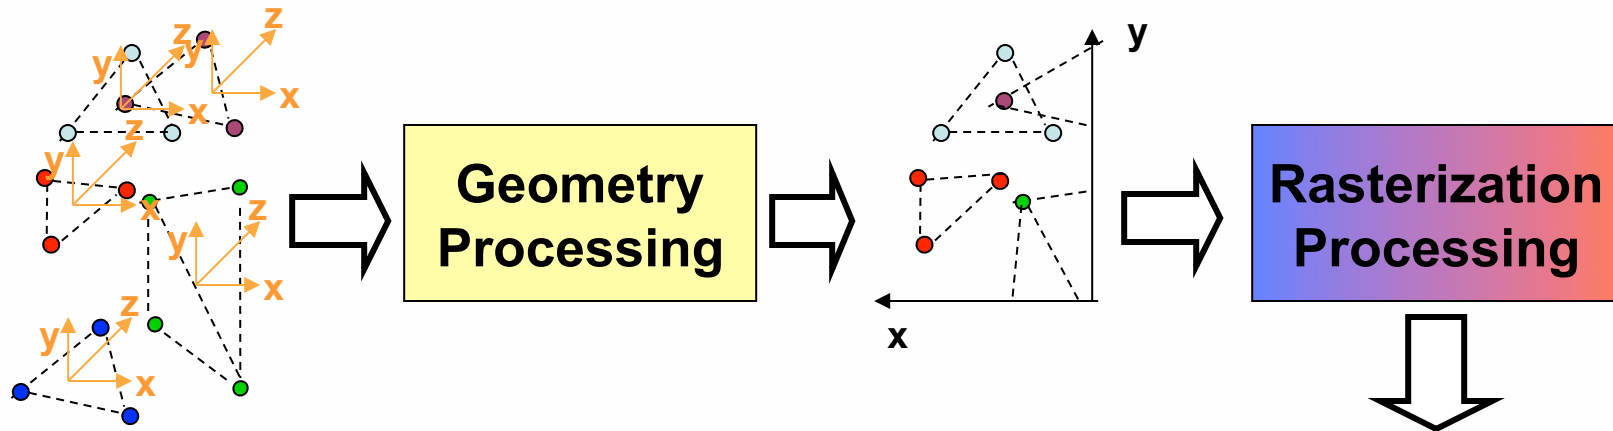 z
z
y
y
x
x
z
y
x
z
y
x
z
y
x
Geometry
Processing
y
x
Rasterization
Processing